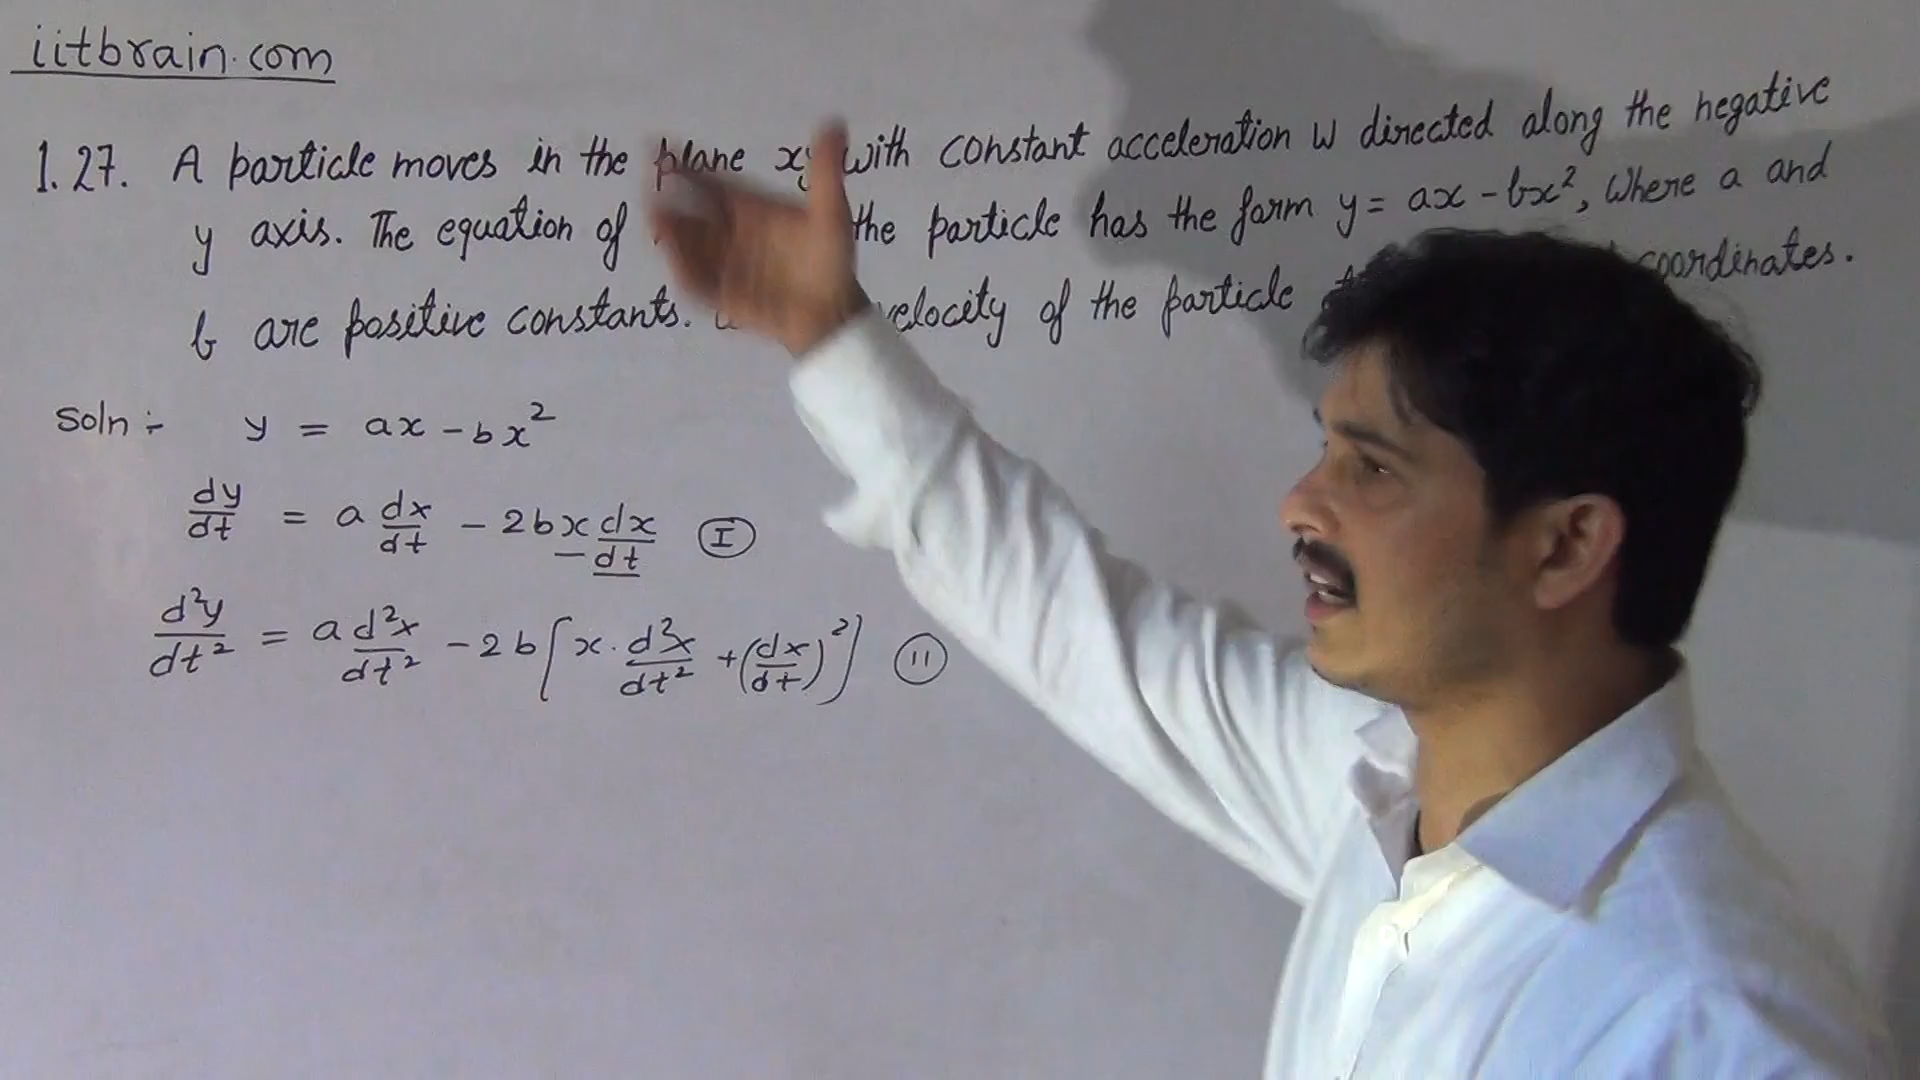 iitbrain.com
1.27. A particle moves in the plane xy with constant acceleration w directed along the negative
y axis. The equation of the particle has the form y = ax - bx², Where a and
b are positive constants. velocity of the particle coordinates.
Soln :- y = ax - bx²
dy/dt = a dx/dt - 2bx dx/dt (I)
d²y/dt² = a d²x/dt² - 2b[x · d²x/dt² + (dx/dt)²] (II)